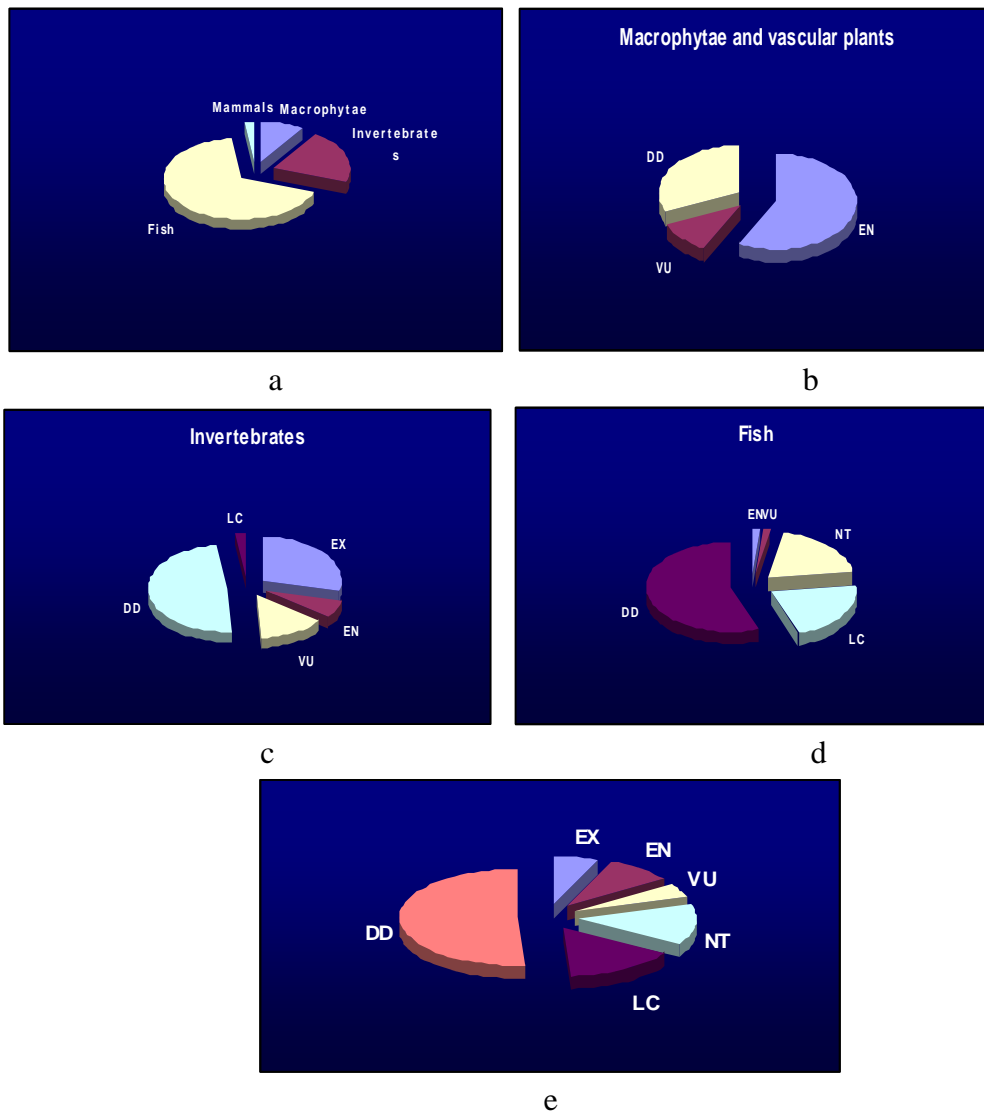 Mammals Macrophytae
Invertebrate
s
Fish
a
Macrophytae and vascular plants
DD
EN
VU
b
Invertebrates
LC
EX
DD
EN
VU
c
Fish
EN VU
NT
DD
LC
d
EX
EN
VU
DD
NT
LC
e